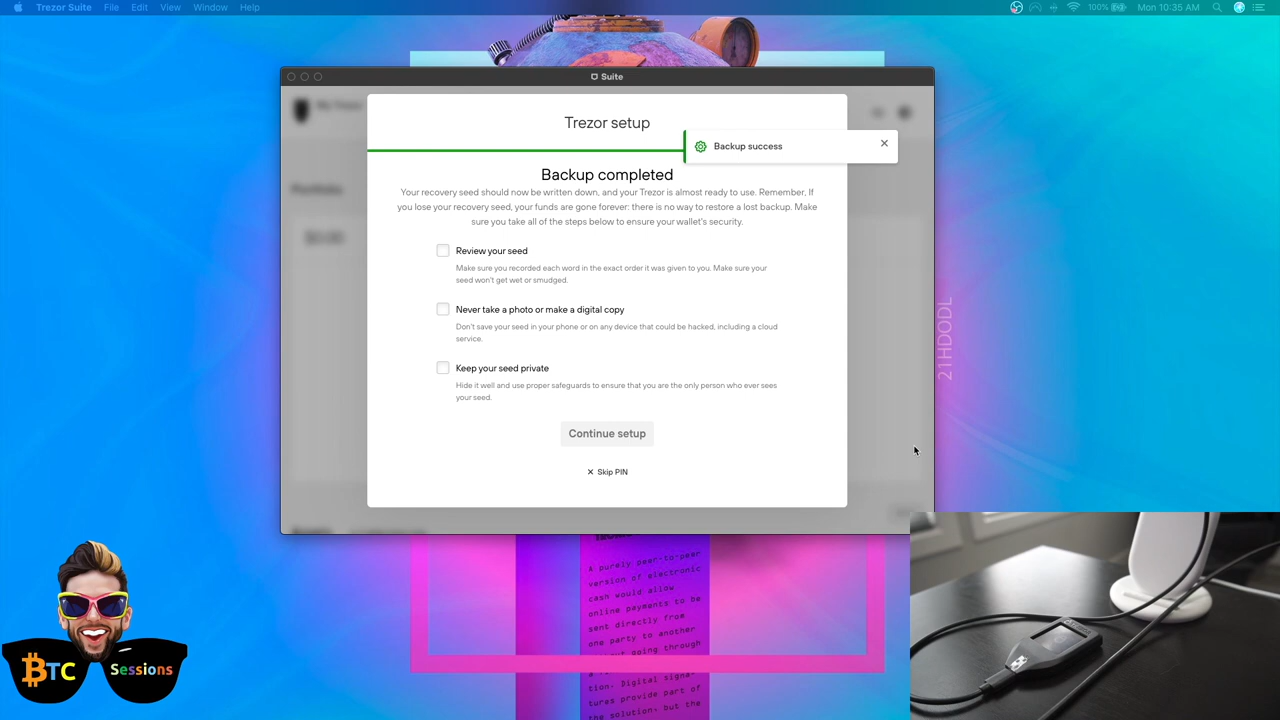 Trezor Suite File Edit View Window Help 100% Mon 10:35 AM
Suite
Trezor setup
Backup success
Backup completed
Your recovery seed should now be written down, and your Trezor is almost ready to use. Remember, If
you lose your recovery seed, your funds are gone forever: there is no way to restore a lost backup. Make
sure you take all of the steps below to ensure your wallet's security.
Review your seed
Make sure you recorded each word in the exact order it was given to you. Make sure your
seed won't get wet or smudged.
Never take a photo or make a digital copy
Don't save your seed in your phone or on any device that could be hacked, including a cloud
service.
Keep your seed private
Hide it well and use proper safeguards to ensure that you are the only person who ever sees
your seed.
Continue setup
Skip PIN
21HDODL
A purely peer-to-peer
version of electronic
cash would allow
online payments to be
sent directly from
one party to another
going through
tion. Digital signa-
tures provide part of
the solution, but the
BTC Sessions